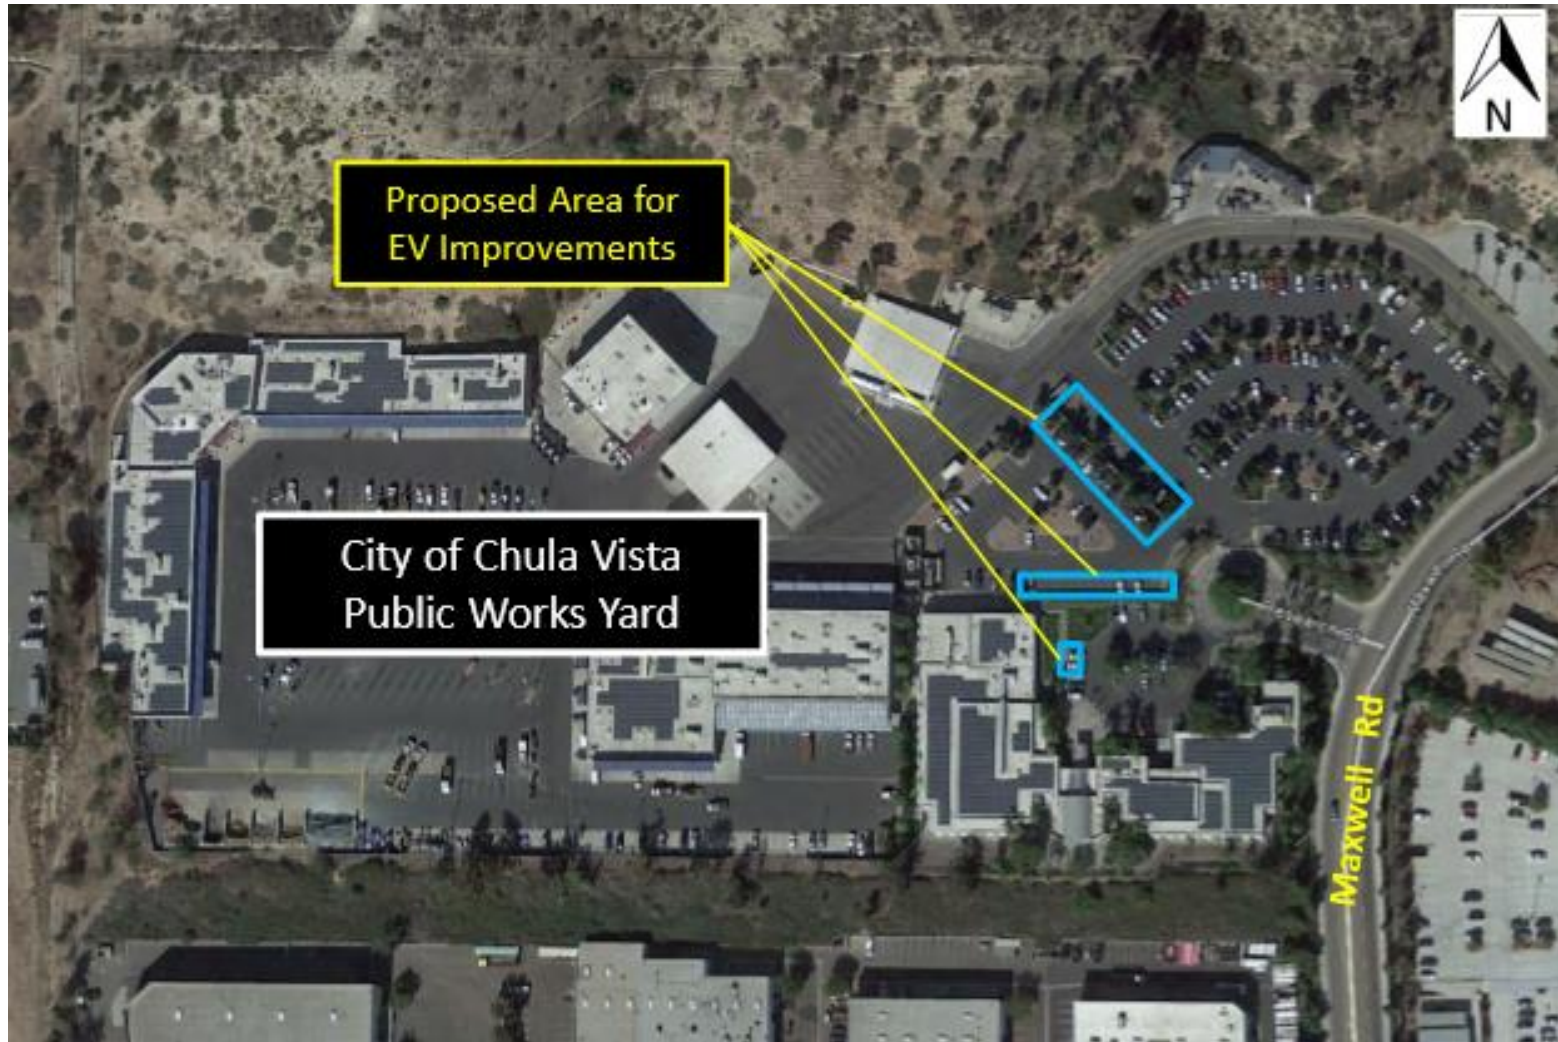 N
Proposed Area for
EV Improvements
City of Chula Vista
Public Works Yard
Maxwell Rd